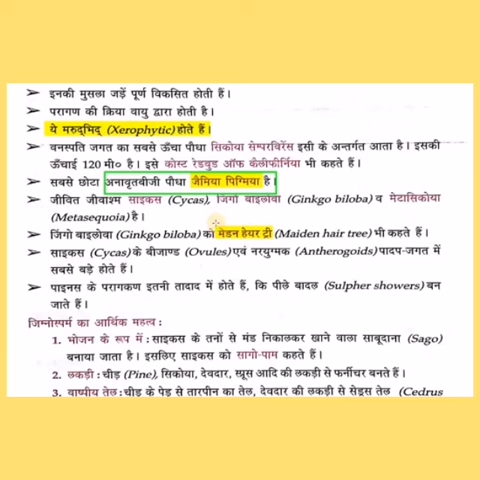 ➤ इनकी मुसला जड़ें पूर्ण विकसित होती हैं।
➤ परागण की क्रिया वायु द्वारा होती है।
➤ ये मरुद्भिद् (Xerophytic) होते हैं।
➤ वनस्पति जगत का सबसे ऊँचा पौधा सिकोया सेम्परविरेंस इसी के अन्तर्गत आता है। इसकी
ऊँचाई 120 मी० है। इसे कोस्ट रेडवुड ऑफ कैलीफोर्निया भी कहते हैं।
➤ सबसे छोटा अनावृतबीजी पौधा जैमिया पिग्मिया है।
➤ जीवित जीवाश्म साइकस (Cycas), जिंगो बाइलोवा (Ginkgo biloba) व मेटासिकोया
(Metasequoia) है।
➤ जिंगो बाइलोवा (Ginkgo biloba) को मेडन हेयर ट्री (Maiden hair tree) भी कहते हैं।
➤ साइकस (Cycas) के बीजाण्ड (Ovules) एवं नरयुग्मक (Antherogoids) पादप-जगत में
सबसे बड़े होते हैं।
➤ पाइनस के परागकण इतनी तादाद में होते हैं, कि पीले बादल (Sulpher showers) बन
जाते हैं।
जिम्नोस्पर्म का आर्थिक महत्व :
1. भोजन के रूप में : साइकस के तनों से मंड निकालकर खाने वाला साबूदाना (Sago)
बनाया जाता है। इसलिए साइकस को सागो-पाम कहते हैं।
2. लकड़ी : चीड़ (Pine), सिकोया, देवदार, स्प्रूस आदि की लकड़ी से फर्नीचर बनते हैं।
3. वाष्पीय तेल : चीड़ के पेड़ से तारपीन का तेल, देवदार की लकड़ी से सेड्रस तेल (Cedrus